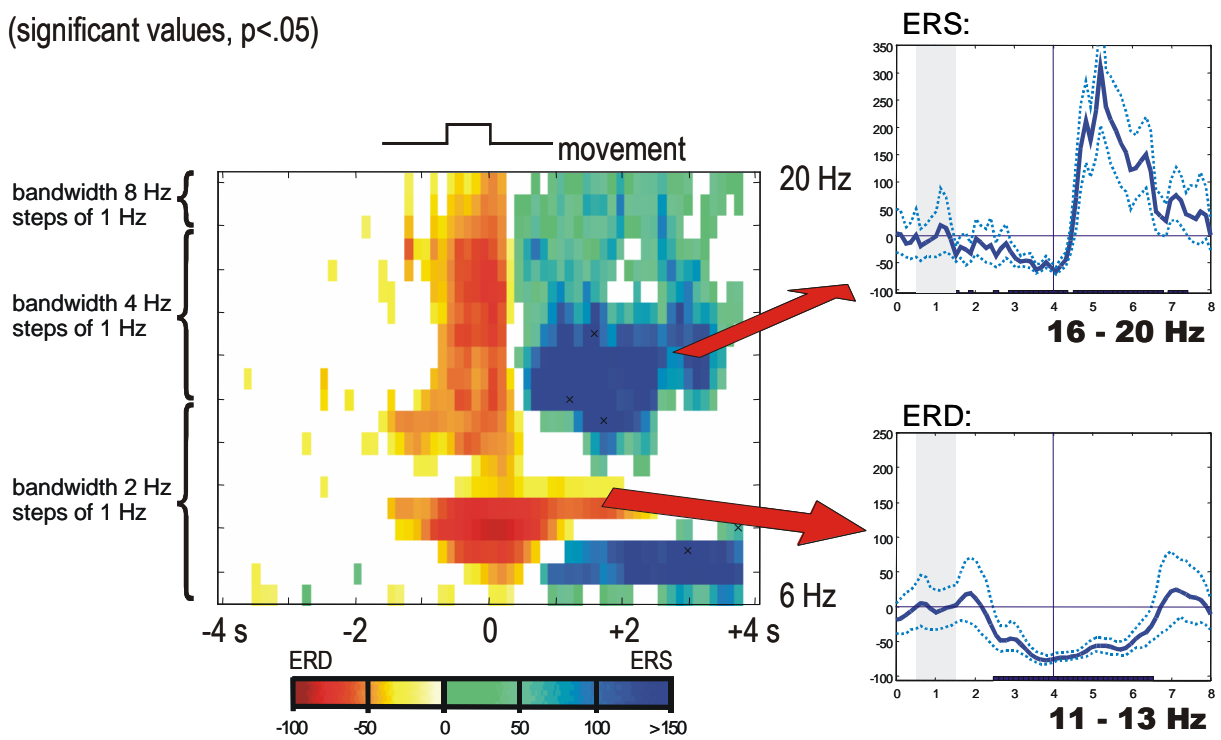 (significant values, p<.05)
movement
bandwidth 8 Hz
steps of 1 Hz
bandwidth 4 Hz
steps of 1 Hz
bandwidth 2 Hz
steps of 1 Hz
20 Hz
6 Hz
-4 s
-2
0
+2
+4 s
ERD
ERS
-100
-50
0
50
100
>150
ERS:
350
300
250
200
150
100
50
0
-50
-100
0
1
2
3
4
5
6
7
8
16 - 20 Hz
ERD:
250
200
150
100
50
0
-50
-100
0
1
2
3
4
5
6
7
8
11 - 13 Hz